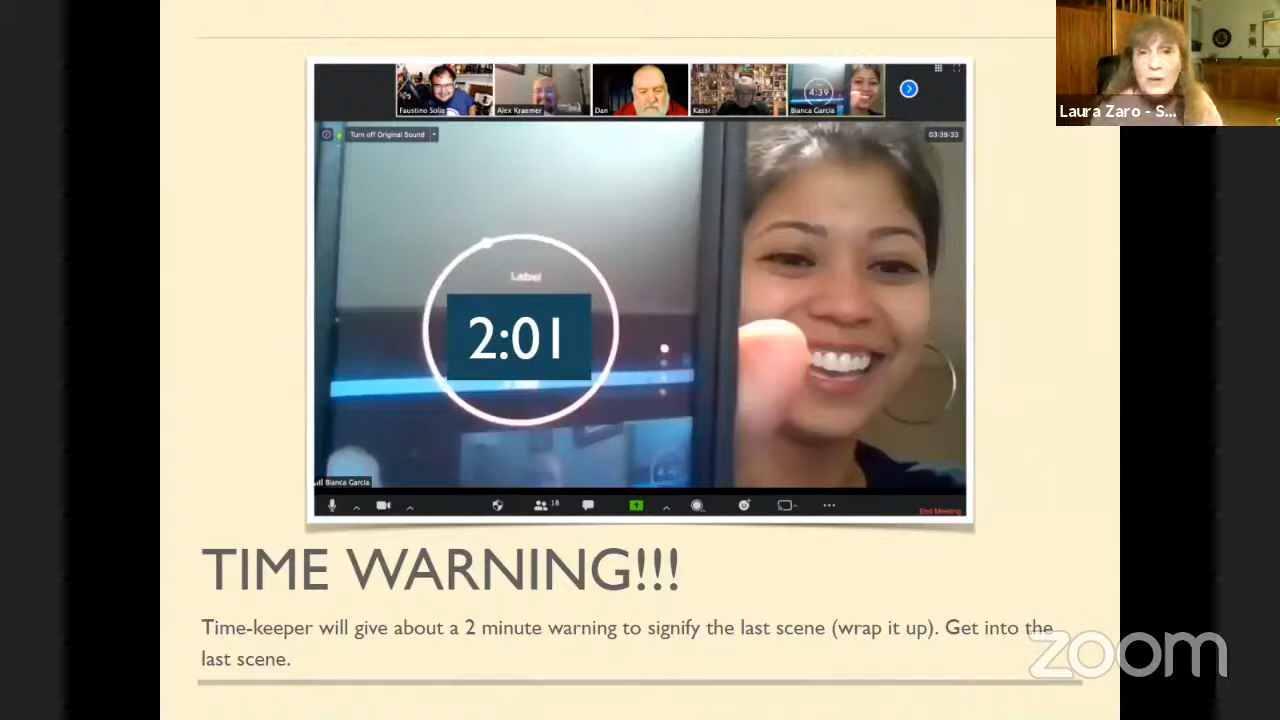 Laura Zaro - S...
Faustino Solis
Alex Kraemer
Dan
Kassi
4:39
Bianca Garcia
Turn off Original Sound
03:39:33
Label
2:01
Bianca Garcia
18
End Meeting
TIME WARNING!!!
Time-keeper will give about a 2 minute warning to signify the last scene (wrap it up). Get into the
last scene.
zoom